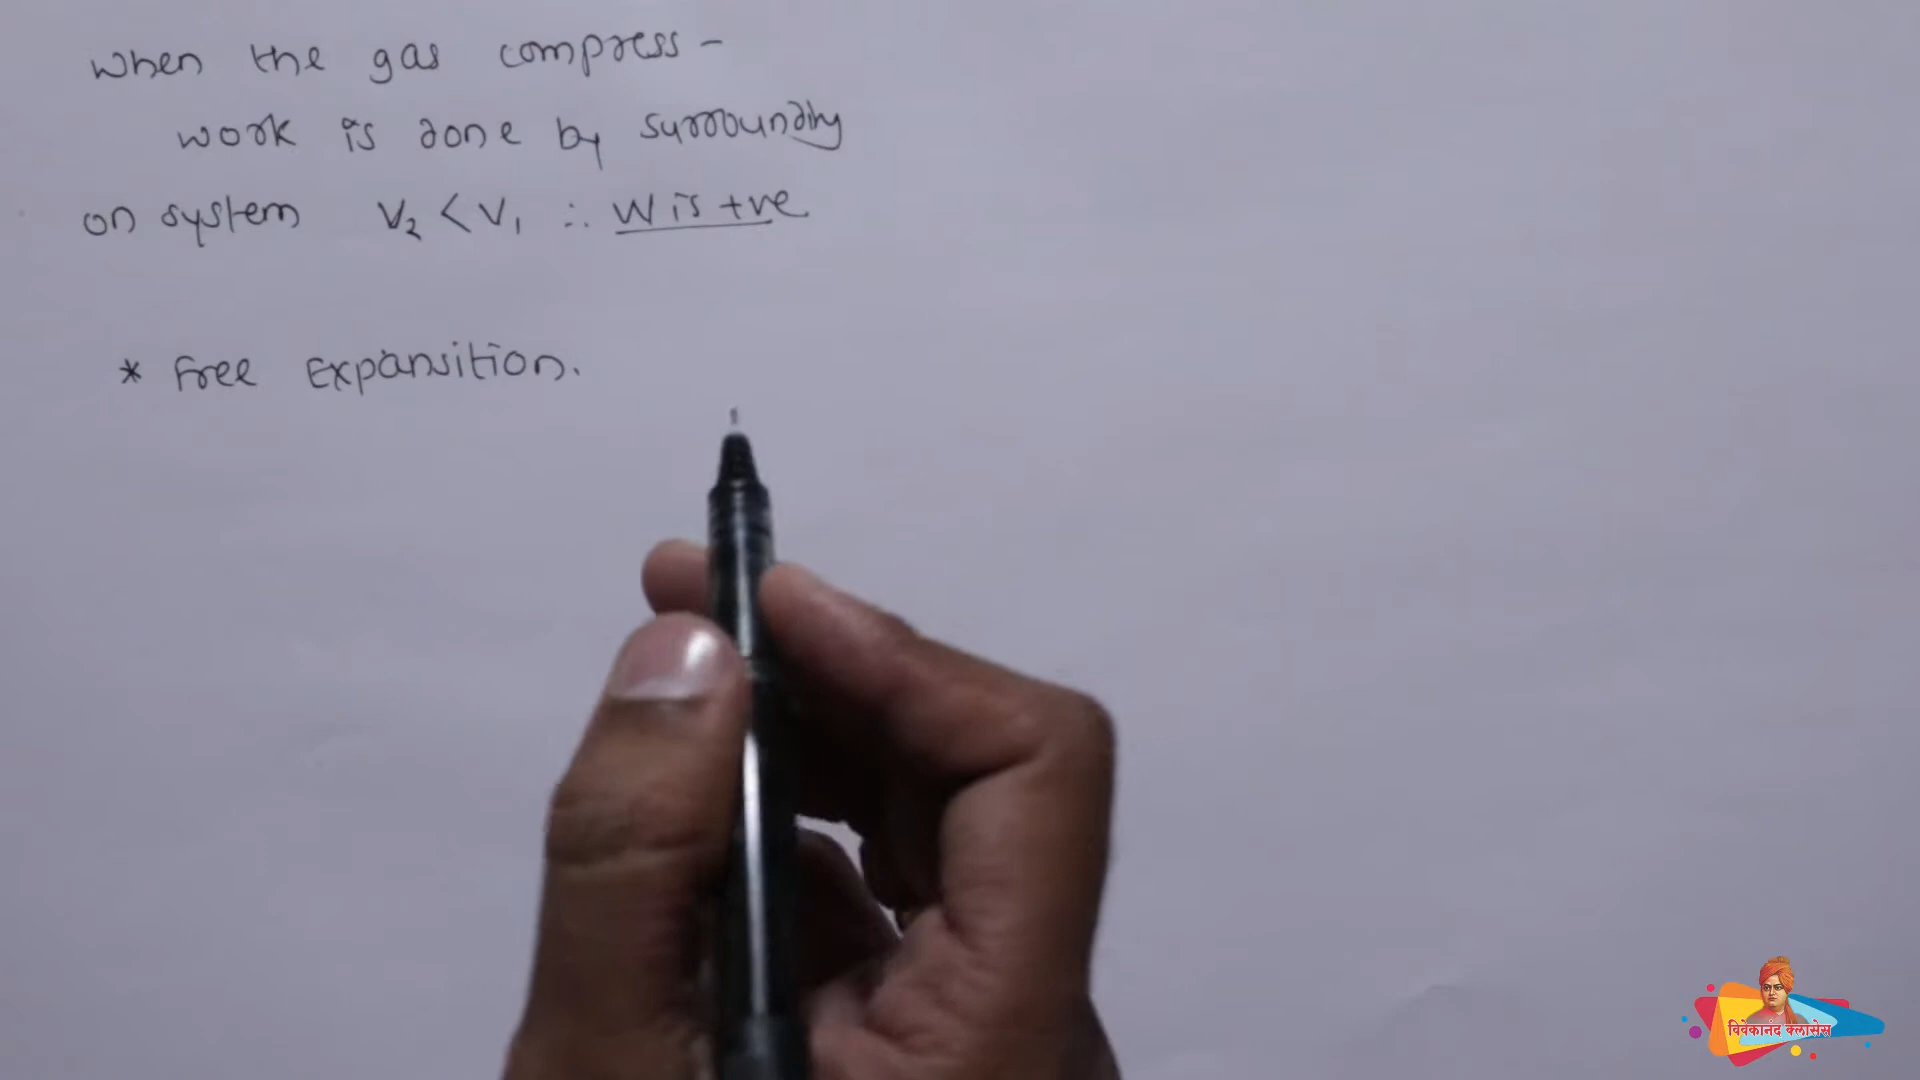 When the gas compress -
work is done by surrounding
on system V₂ < V₁ ∴ W is +ve
* Free Expansition.
विवेकानंद क्लासेस